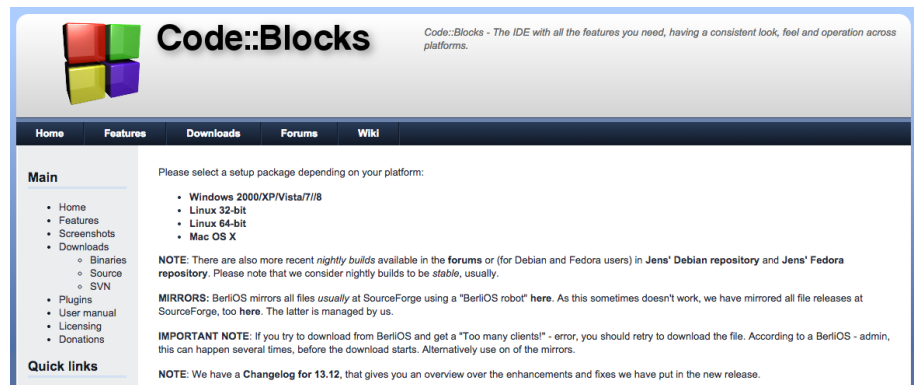 Code::Blocks
Code::Blocks - The IDE with all the features you need, having a consistent look, feel and operation across
platforms.
Home Features Downloads Forums Wiki
Main
Home
Features
Screenshots
Downloads
Binaries
Source
SVN
Plugins
User manual
Licensing
Donations
Quick links
Please select a setup package depending on your platform:
Windows 2000/XP/Vista/7//8
Linux 32-bit
Linux 64-bit
Mac OS X
NOTE: There are also more recent nightly builds available in the forums or (for Debian and Fedora users) in Jens' Debian repository and Jens' Fedora
repository. Please note that we consider nightly builds to be stable, usually.
MIRRORS: BerliOS mirrors all files usually at SourceForge using a "BerliOS robot" here. As this sometimes doesn't work, we have mirrored all file releases at
SourceForge, too here. The latter is managed by us.
IMPORTANT NOTE: If you try to download from BerliOS and get a "Too many clients!" - error, you should retry to download the file. According to a BerliOS - admin,
this can happen several times, before the download starts. Alternatively use on of the mirrors.
NOTE: We have a Changelog for 13.12, that gives you an overview over the enhancements and fixes we have put in the new release.